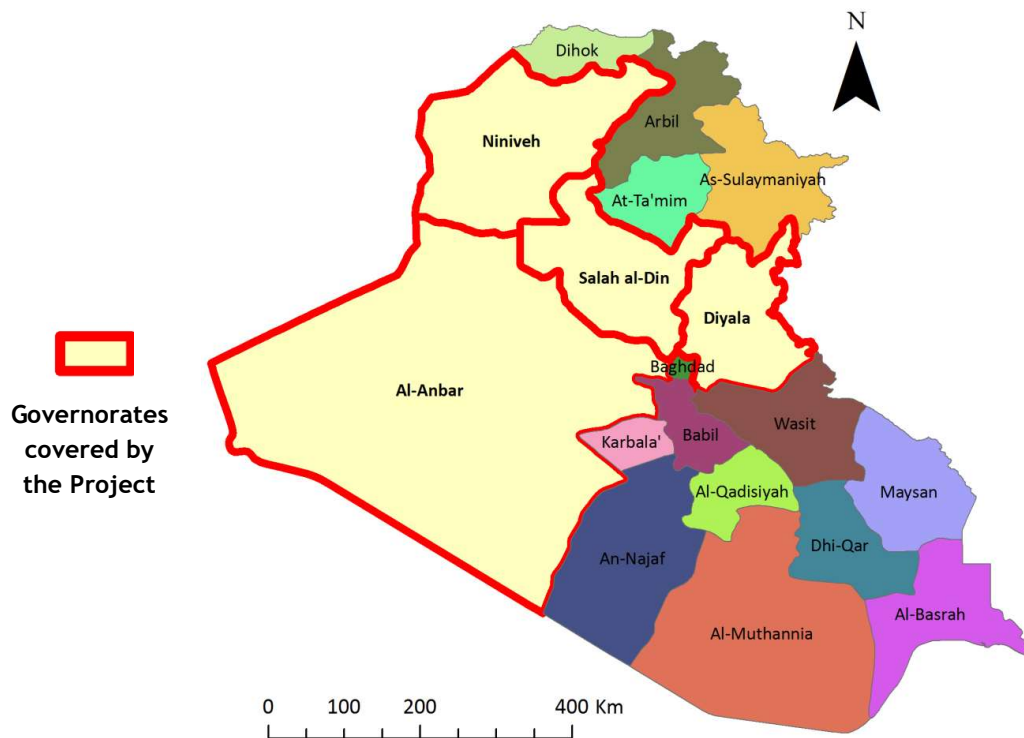 N
Dihok
Niniveh
Arbil
As-Sulaymaniyah
At-Ta'mim
Salah al-Din
Diyala
Baghdad
Al-Anbar
Governorates
covered by
the Project
Karbala'
Babil
Wasit
Al-Qadisiyah
Maysan
An-Najaf
Dhi-Qar
Al-Basrah
Al-Muthannia
0 100 200 400 Km